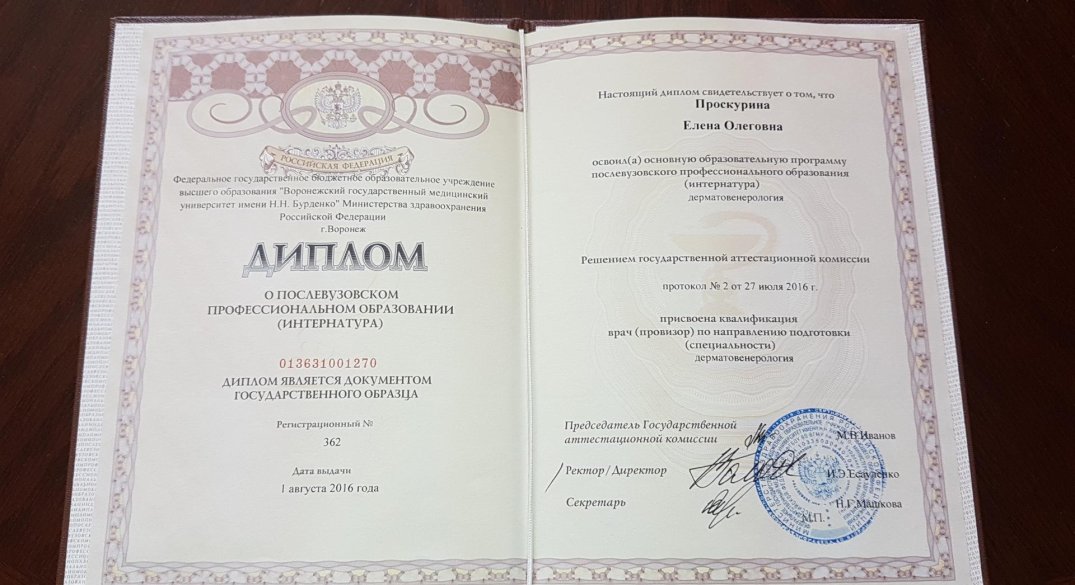 РОССИЙСКАЯ ФЕДЕРАЦИЯ
Федеральное государственное бюджетное образовательное учреждение
высшего образования "Воронежский государственный медицинский
университет имени Н.Н. Бурденко" Министерства здравоохранения
Российской Федерации
г.Воронеж
ДИПЛОМ
О ПОСЛЕВУЗОВСКОМ
ПРОФЕССИОНАЛЬНОМ ОБРАЗОВАНИИ
(ИНТЕРНАТУРА)
013631001270
ДИПЛОМ ЯВЛЯЕТСЯ ДОКУМЕНТОМ
ГОСУДАРСТВЕННОГО ОБРАЗЦА
Регистрационный №
362
Дата выдачи
1 августа 2016 года
Настоящий диплом свидетельствует о том, что
Проскурина
Елена Олеговна
освоил(а) основную образовательную программу
послевузовского профессионального образования
(интернатура)
дерматовенерология
Решением государственной аттестационной комиссии
протокол № 2 от 27 июля 2016 г.
присвоена квалификация
врач (провизор) по направлению подготовки
(специальности)
дерматовенерология
Председатель Государственной
аттестационной комиссии М.В.Иванов
Ректор/Директор И.Э.Есауленко
Секретарь Н.Г.Машкова
М.П.